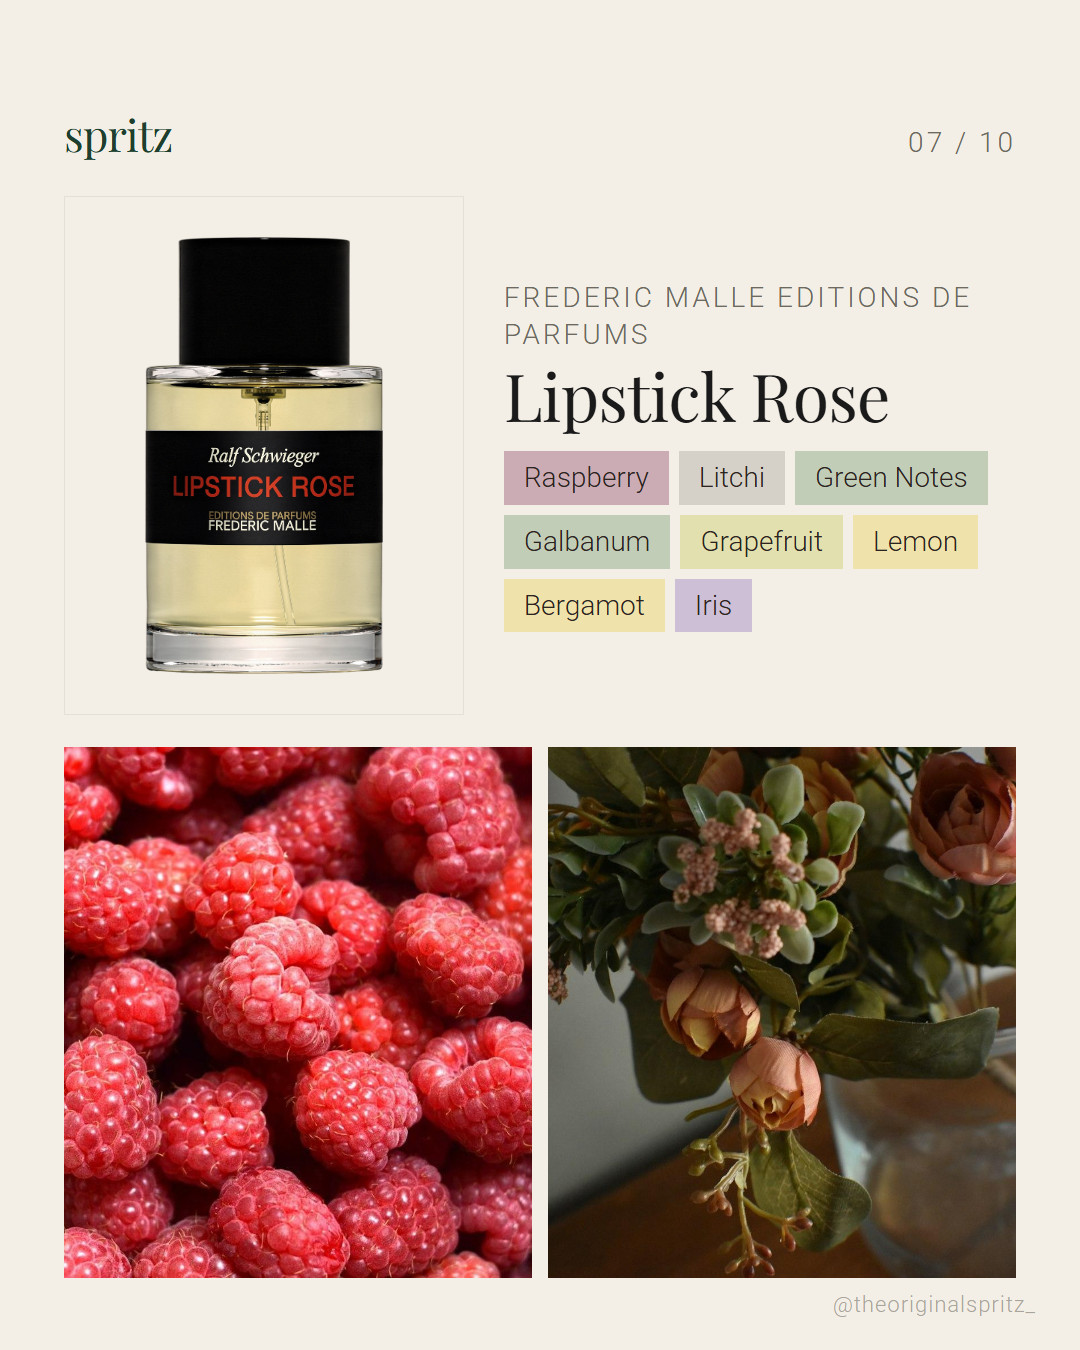 spritz
07 / 10
Ralf Schwieger
LIPSTICK ROSE
EDITIONS DE PARFUMS
FREDERIC MALLE
FREDERIC MALLE EDITIONS DE
PARFUMS
Lipstick Rose
Raspberry Litchi Green Notes
Galbanum Grapefruit Lemon
Bergamot Iris
@theoriginalspritz_